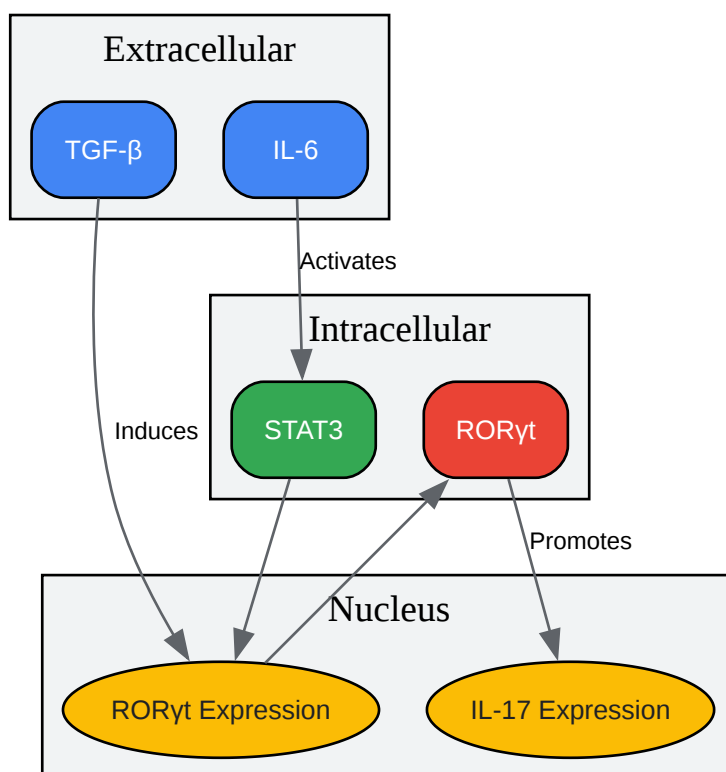 Extracellular
TGF-β
IL-6
Activates
Intracellular
STAT3
RORγt
Induces
Promotes
Nucleus
RORγt Expression
IL-17 Expression